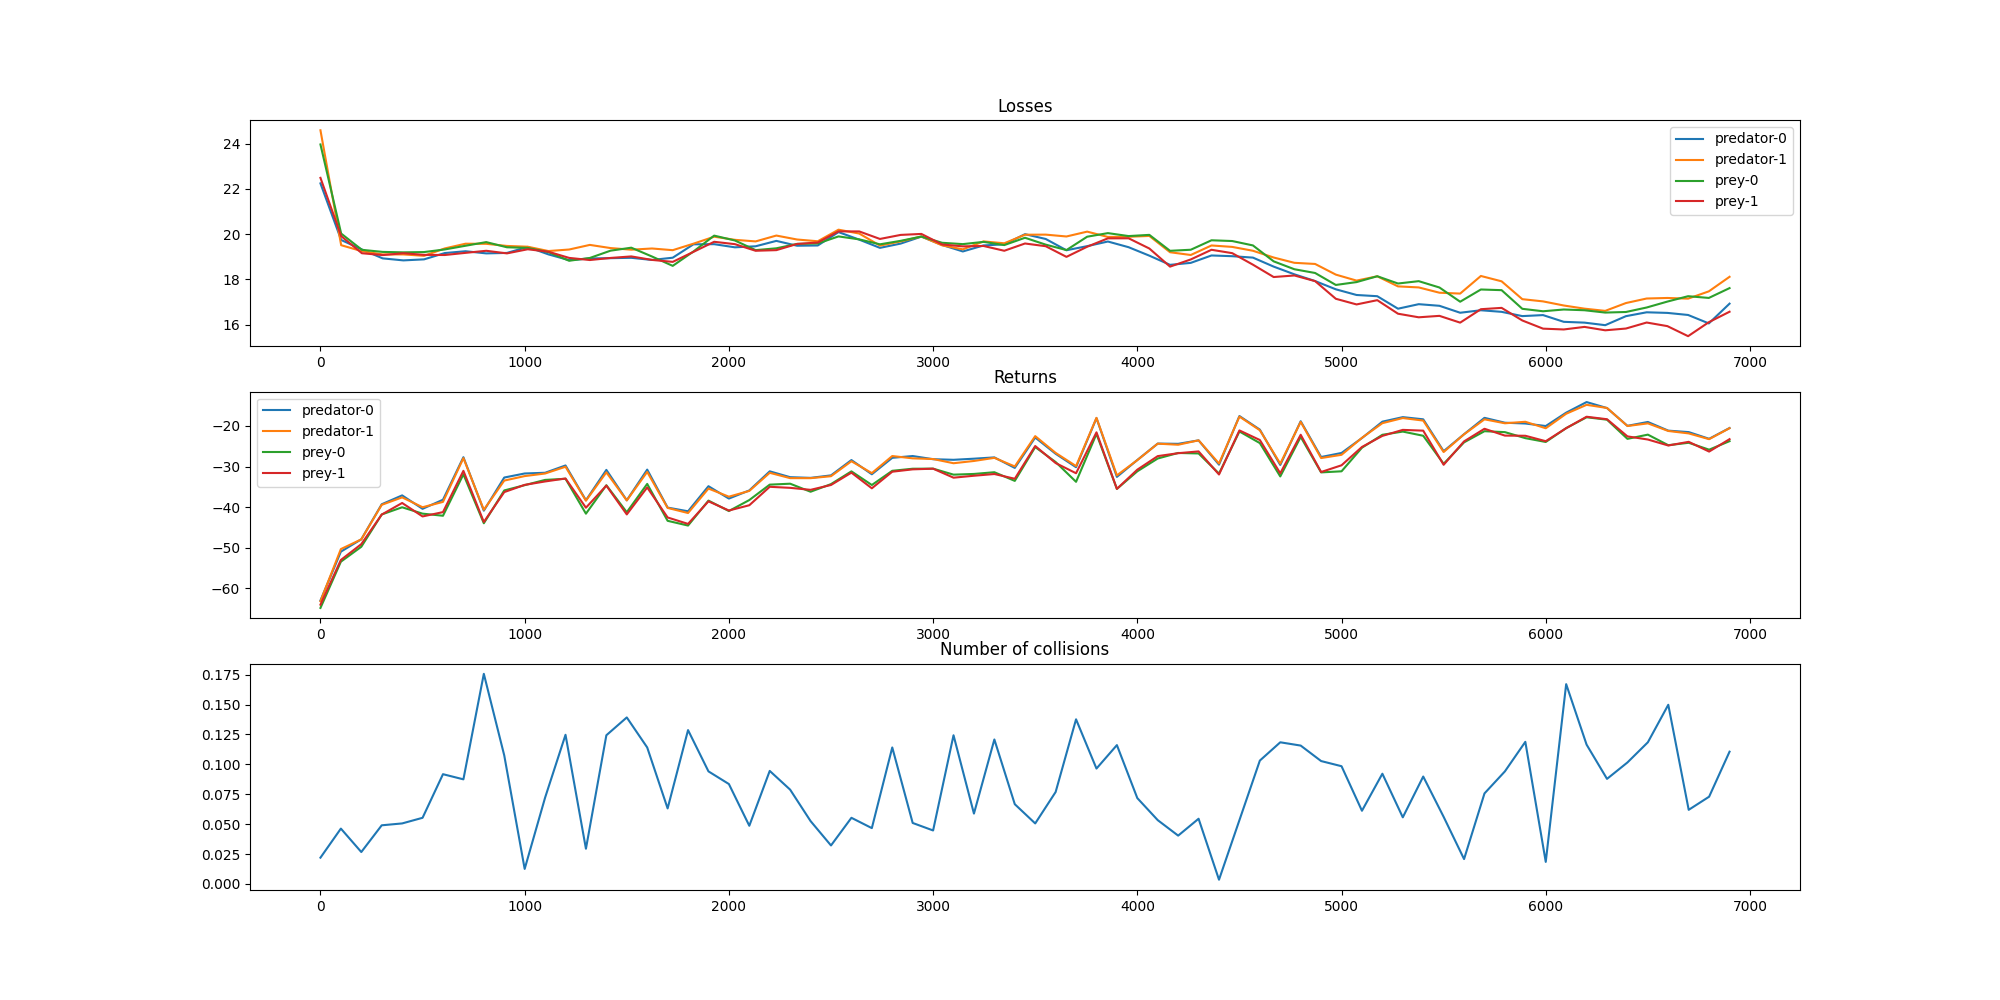 Losses
24
22
20
18
16
predator-0
predator-1
prey-0
prey-1
0 1000 2000 3000 4000 5000 6000 7000
Returns
−20
−30
−40
−50
−60
predator-0
predator-1
prey-0
prey-1
0 1000 2000 3000 4000 5000 6000 7000
Number of collisions
0.175
0.150
0.125
0.100
0.075
0.050
0.025
0.000
0 1000 2000 3000 4000 5000 6000 7000